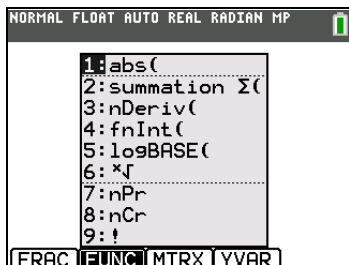 NORMAL FLOAT AUTO REAL RADIAN MP
1:abs(
2:summation Σ(
3:nDeriv(
4:fnInt(
5:logBASE(
6:ˣ√
7:nPr
8:nCr
9:!
FRAC FUNC MTRX YVAR